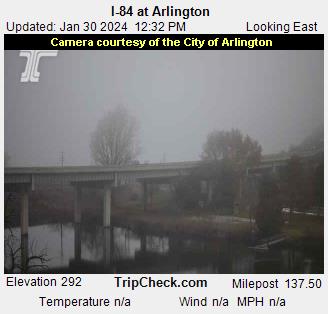 I-84 at Arlington
Updated: Jan 30 2024 12:32 PM Looking East
Camera courtesy of the City of Arlington
Elevation 292 TripCheck.com Milepost 137.50
Temperature n/a Wind n/a MPH n/a